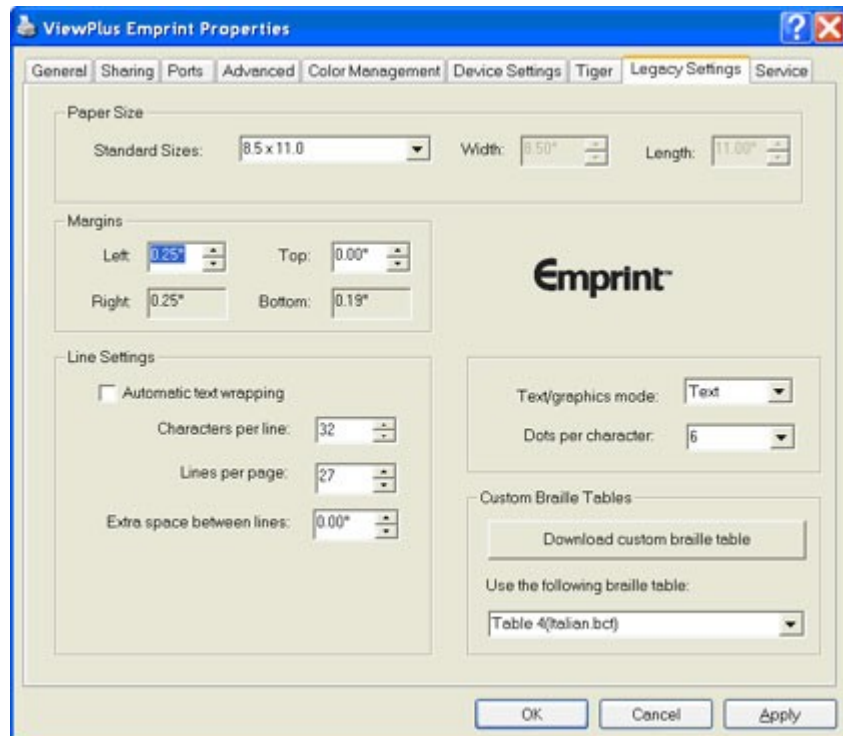 ViewPlus Emprint Properties
General Sharing Ports Advanced Color Management Device Settings Tiger Legacy Settings Service
Paper Size
Standard Sizes: 8.5 x 11.0 Width: 8.50" Length: 11.00"
Margins
Left: 0.25" Top: 0.00"
Right: 0.25" Bottom: 0.19"
Emprint™
Line Settings
Automatic text wrapping
Characters per line: 32
Lines per page: 27
Extra space between lines: 0.00"
Text/graphics mode: Text
Dots per character: 6
Custom Braille Tables
Download custom braille table
Use the following braille table:
Table 4(Italian.bct)
OK Cancel Apply